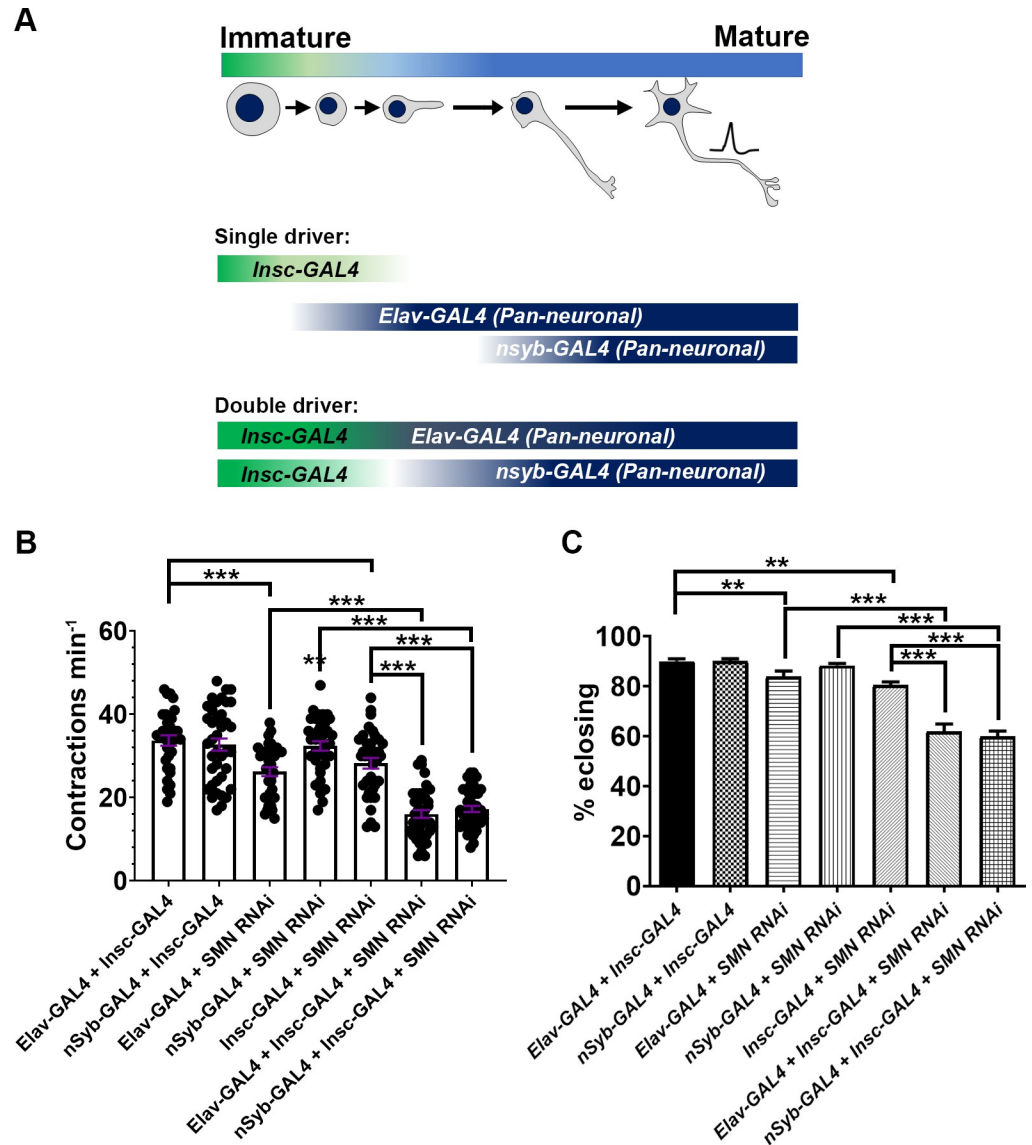 A
Immature
Mature
Single driver:
Insc-GAL4
Elav-GAL4 (Pan-neuronal)
nsyb-GAL4 (Pan-neuronal)
Double driver:
Insc-GAL4 Elav-GAL4 (Pan-neuronal)
Insc-GAL4 nsyb-GAL4 (Pan-neuronal)
B
***
***
***
***
***
**
Contractions min-1
60
40
20
0
Elav-GAL4 + Insc-GAL4
nSyb-GAL4 + Insc-GAL4
Elav-GAL4 + SMN RNAi
nSyb-GAL4 + SMN RNAi
Insc-GAL4 + SMN RNAi
Elav-GAL4 + Insc-GAL4 + SMN RNAi
nSyb-GAL4 + Insc-GAL4 + SMN RNAi
C
**
**
***
***
***
***
% eclosing
100
80
60
40
20
0
Elav-GAL4 + Insc-GAL4
nSyb-GAL4 + Insc-GAL4
Elav-GAL4 + SMN RNAi
nSyb-GAL4 + SMN RNAi
Insc-GAL4 + SMN RNAi
Elav-GAL4 + Insc-GAL4 + SMN RNAi
nSyb-GAL4 + Insc-GAL4 + SMN RNAi